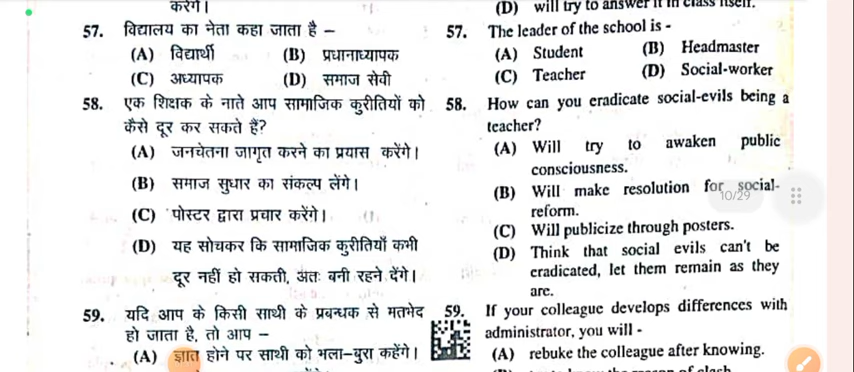 करेंगे।
57. विद्यालय का नेता कहा जाता है –
(A) विद्यार्थी (B) प्रधानाध्यापक
(C) अध्यापक (D) समाज सेवी
58. एक शिक्षक के नाते आप सामाजिक कुरीतियों को
कैसे दूर कर सकते हैं?
(A) जनचेतना जागृत करने का प्रयास करेंगे।
(B) समाज सुधार का संकल्प लेंगे।
(C) पोस्टर द्वारा प्रचार करेंगे।
(D) यह सोचकर कि सामाजिक कुरीतियाँ कभी
दूर नहीं हो सकती, अतः बनी रहने देंगे।
59. यदि आप के किसी साथी के प्रबन्धक से मतभेद
हो जाता है, तो आप –
(A) ज्ञात होने पर साथी को भला-बुरा कहेंगे।
(D) will try to answer it in class itself.
57. The leader of the school is -
(A) Student (B) Headmaster
(C) Teacher (D) Social-worker
58. How can you eradicate social-evils being a
teacher?
(A) Will try to awaken public
consciousness.
(B) Will make resolution for social-
reform.
(C) Will publicize through posters.
(D) Think that social evils can't be
eradicated, let them remain as they
are.
59. If your colleague develops differences with
administrator, you will -
(A) rebuke the colleague after knowing.
10/29